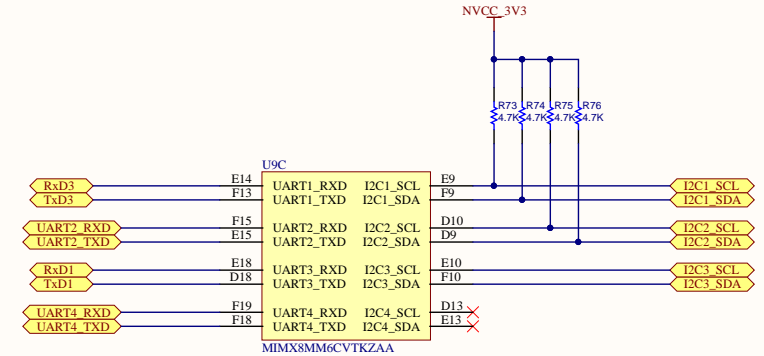 NVCC_3V3
R73 R74 R75 R76
4.7K 4.7K 4.7K 4.7K
U9C
RxD3 E14 UART1_RXD I2C1_SCL E9 I2C1_SCL
TxD3 F13 UART1_TXD I2C1_SDA F9 I2C1_SDA
UART2_RXD F15 UART2_RXD I2C2_SCL D10 I2C2_SCL
UART2_TXD E15 UART2_TXD I2C2_SDA D9 I2C2_SDA
RxD1 E18 UART3_RXD I2C3_SCL E10 I2C3_SCL
TxD1 D18 UART3_TXD I2C3_SDA F10 I2C3_SDA
UART4_RXD F19 UART4_RXD I2C4_SCL D13
UART4_TXD F18 UART4_TXD I2C4_SDA E13
MIMX8MM6CVTKZAA